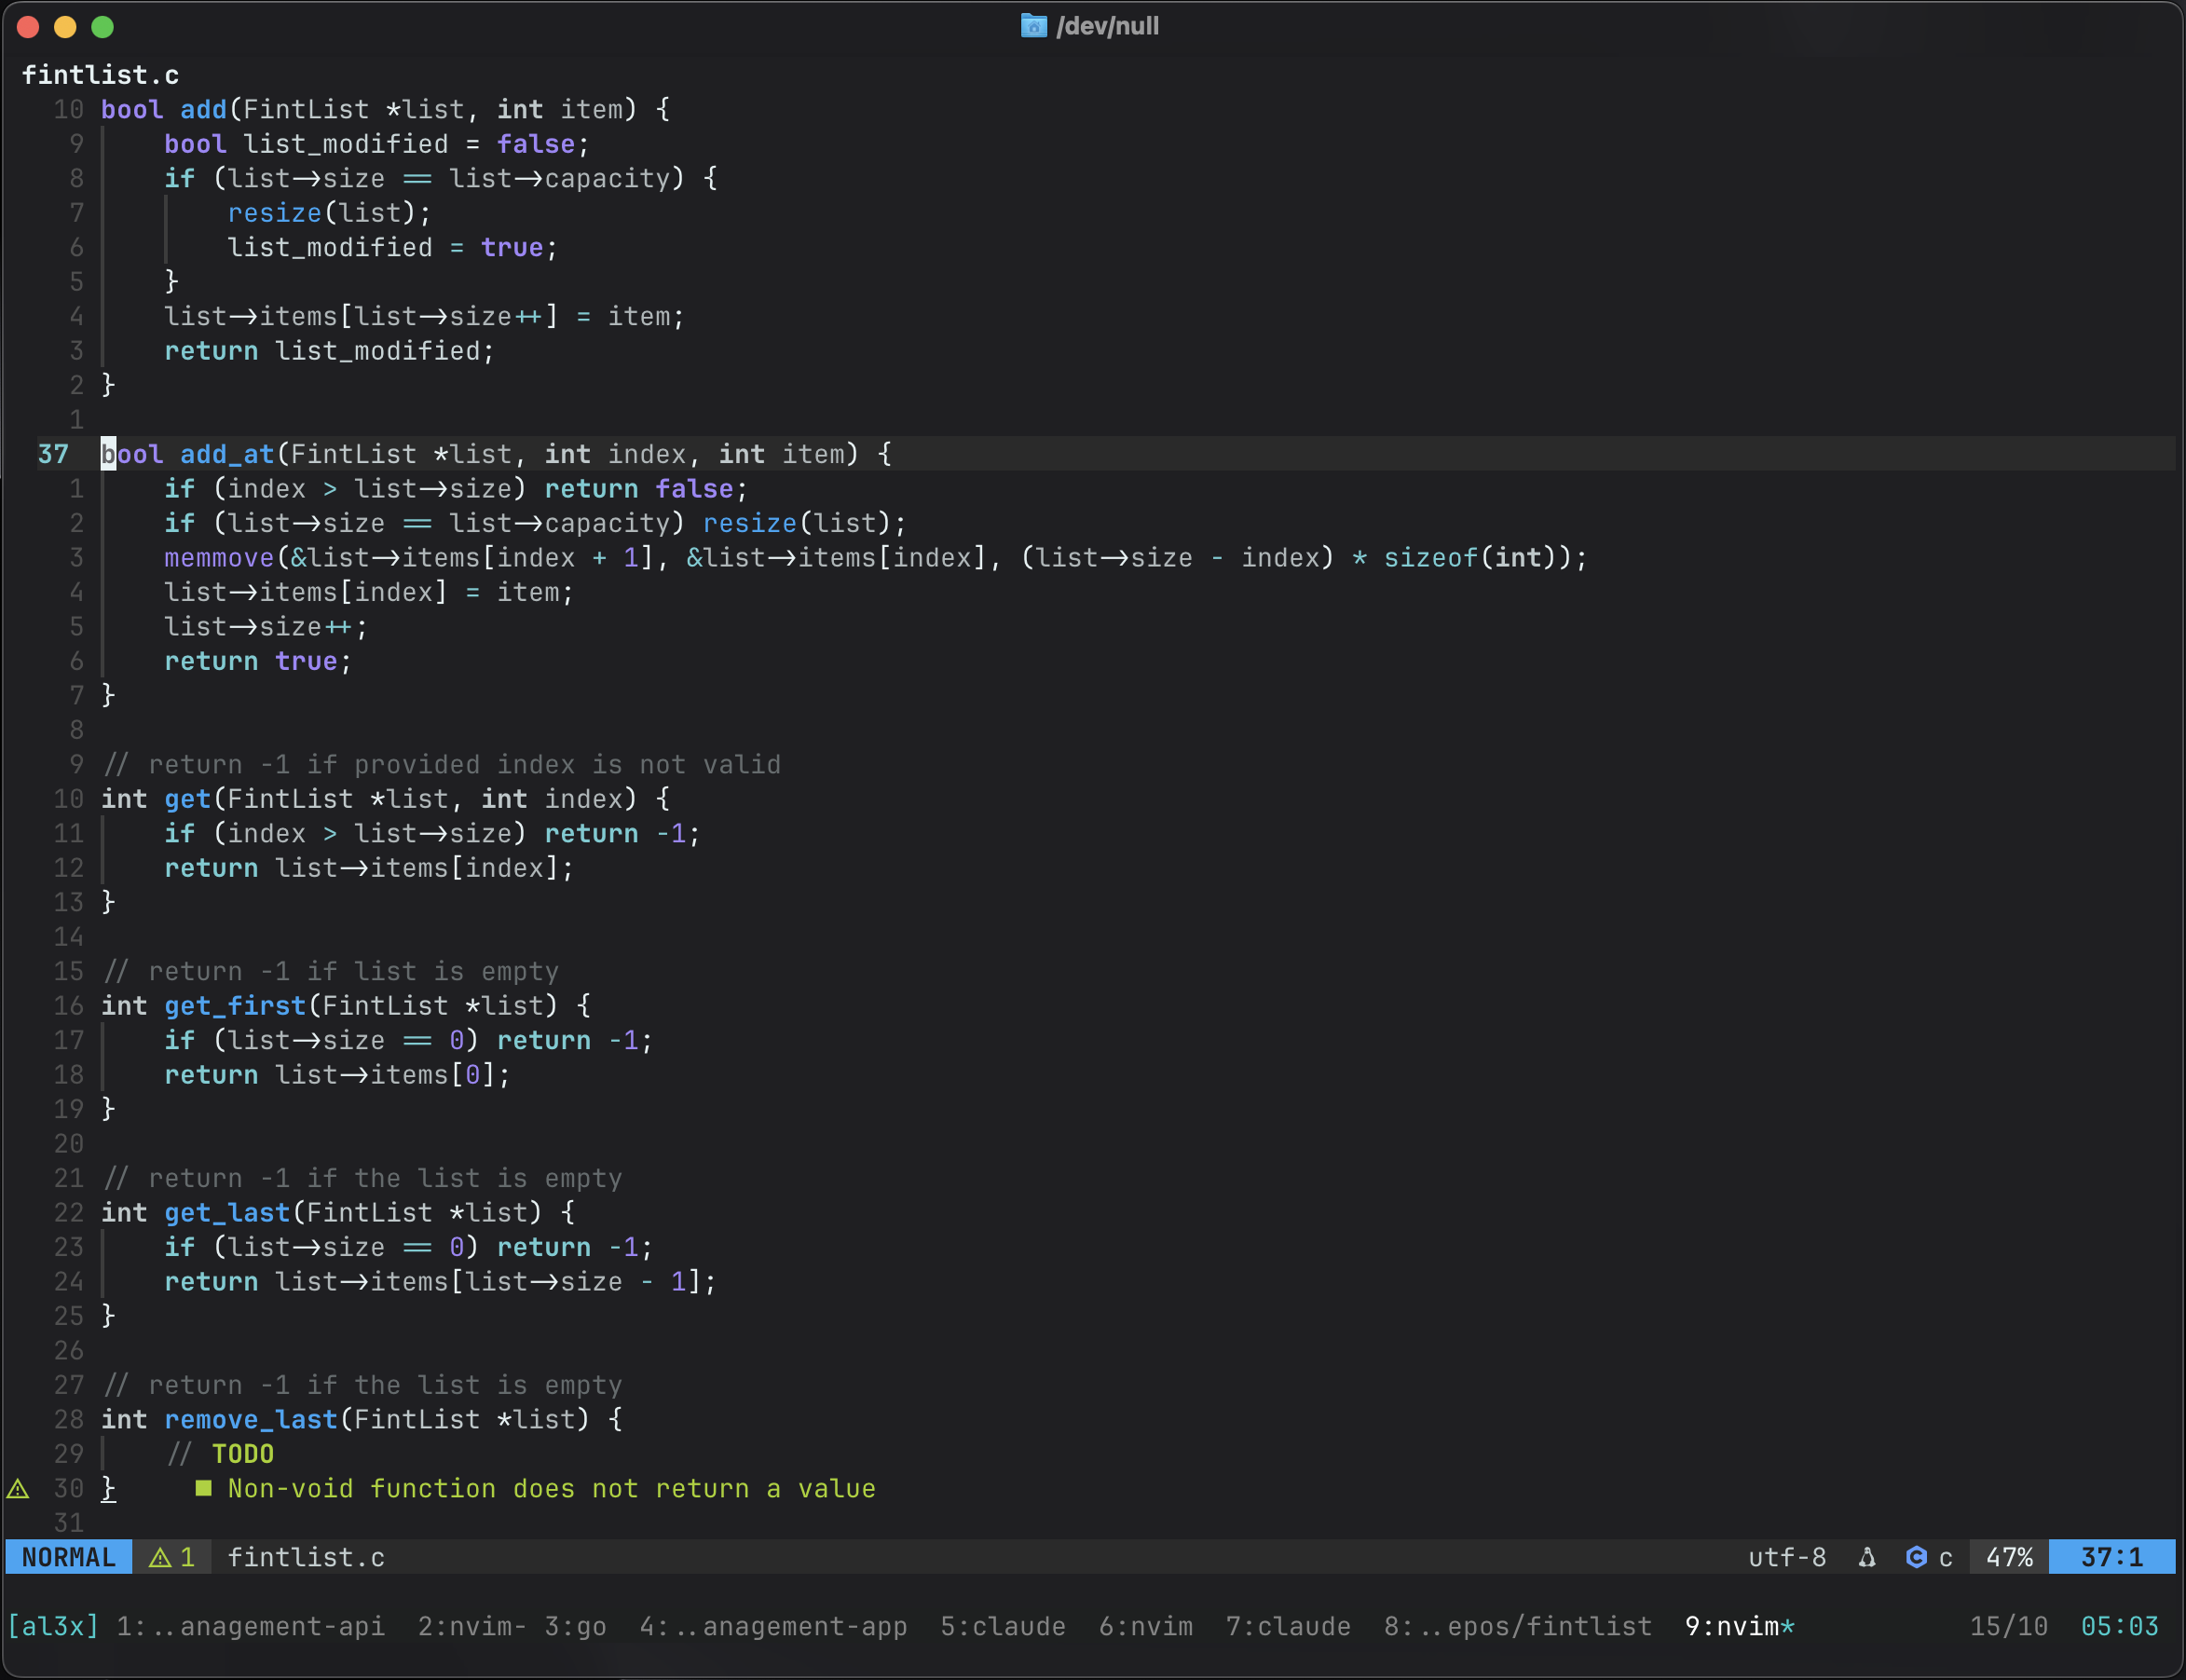 /dev/null
fintlist.c
10 bool add(FintList *list, int item) {
9     bool list_modified = false;
8     if (list->size == list->capacity) {
7         resize(list);
6         list_modified = true;
5     }
4     list->items[list->size++] = item;
3     return list_modified;
2 }
1
37 bool add_at(FintList *list, int index, int item) {
1     if (index > list->size) return false;
2     if (list->size == list->capacity) resize(list);
3     memmove(&list->items[index + 1], &list->items[index], (list->size - index) * sizeof(int));
4     list->items[index] = item;
5     list->size++;
6     return true;
7 }
8
9 // return -1 if provided index is not valid
10 int get(FintList *list, int index) {
11     if (index > list->size) return -1;
12     return list->items[index];
13 }
14
15 // return -1 if list is empty
16 int get_first(FintList *list) {
17     if (list->size == 0) return -1;
18     return list->items[0];
19 }
20
21 // return -1 if the list is empty
22 int get_last(FintList *list) {
23     if (list->size == 0) return -1;
24     return list->items[list->size - 1];
25 }
26
27 // return -1 if the list is empty
28 int remove_last(FintList *list) {
29     // TODO
30 }     ■ Non-void function does not return a value
31
NORMAL 1 fintlist.c utf-8 c 47% 37:1
[al3x] 1:..anagement-api 2:nvim- 3:go 4:..anagement-app 5:claude 6:nvim 7:claude 8:..epos/fintlist 9:nvim* 15/10 05:03